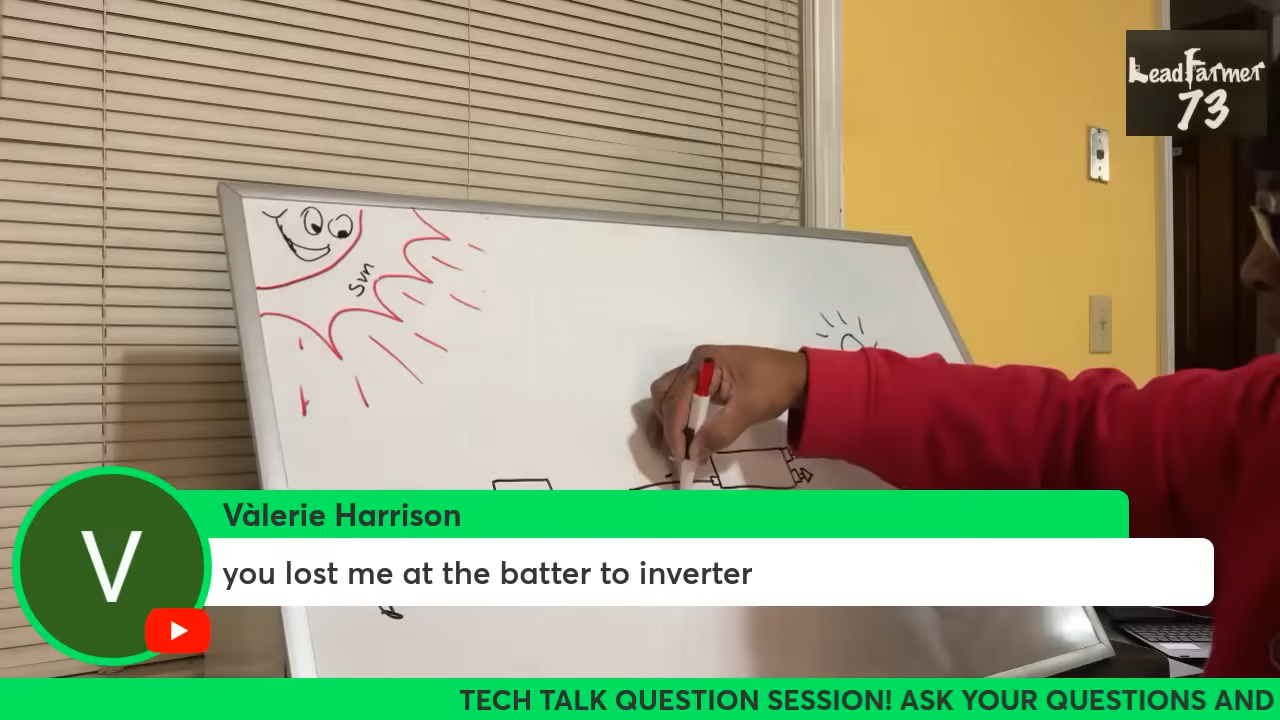 LeadFarmer
73
Sun
Vàlerie Harrison
you lost me at the batter to inverter
TECH TALK QUESTION SESSION! ASK YOUR QUESTIONS AND